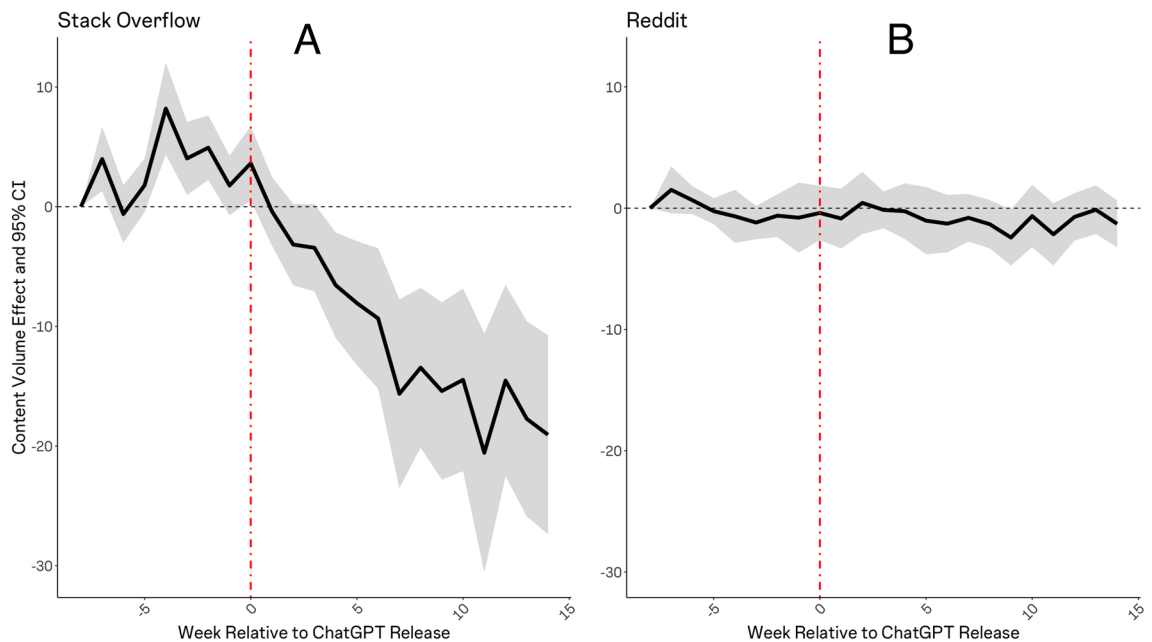 Stack Overflow
A
Content Volume Effect and 95% CI
10
0
-10
-20
-30
-5
0
5
10
15
Week Relative to ChatGPT Release
Reddit
B
10
0
-10
-20
-30
-5
0
5
10
15
Week Relative to ChatGPT Release